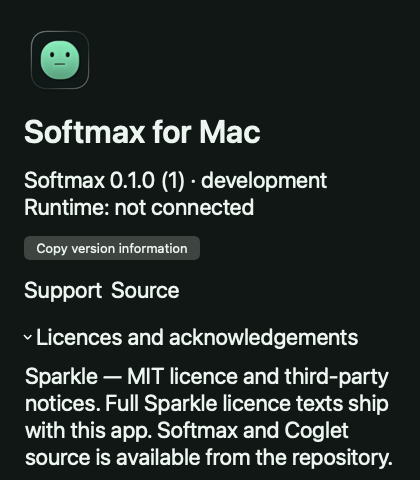 Softmax for Mac
Softmax 0.1.0 (1) · development
Runtime: not connected
Copy version information
Support Source
Licences and acknowledgements
Sparkle — MIT licence and third-party
notices. Full Sparkle licence texts ship
with this app. Softmax and Coglet
source is available from the repository.